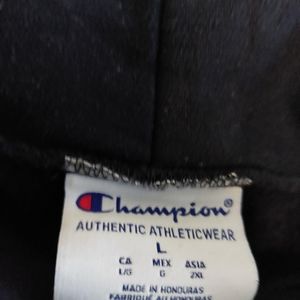 Champion
AUTHENTIC ATHLETICWEAR
L
CA MEX ASIA
L/G G 2XL
MADE IN HONDURAS
FABRIQUÉ AU HONDURAS